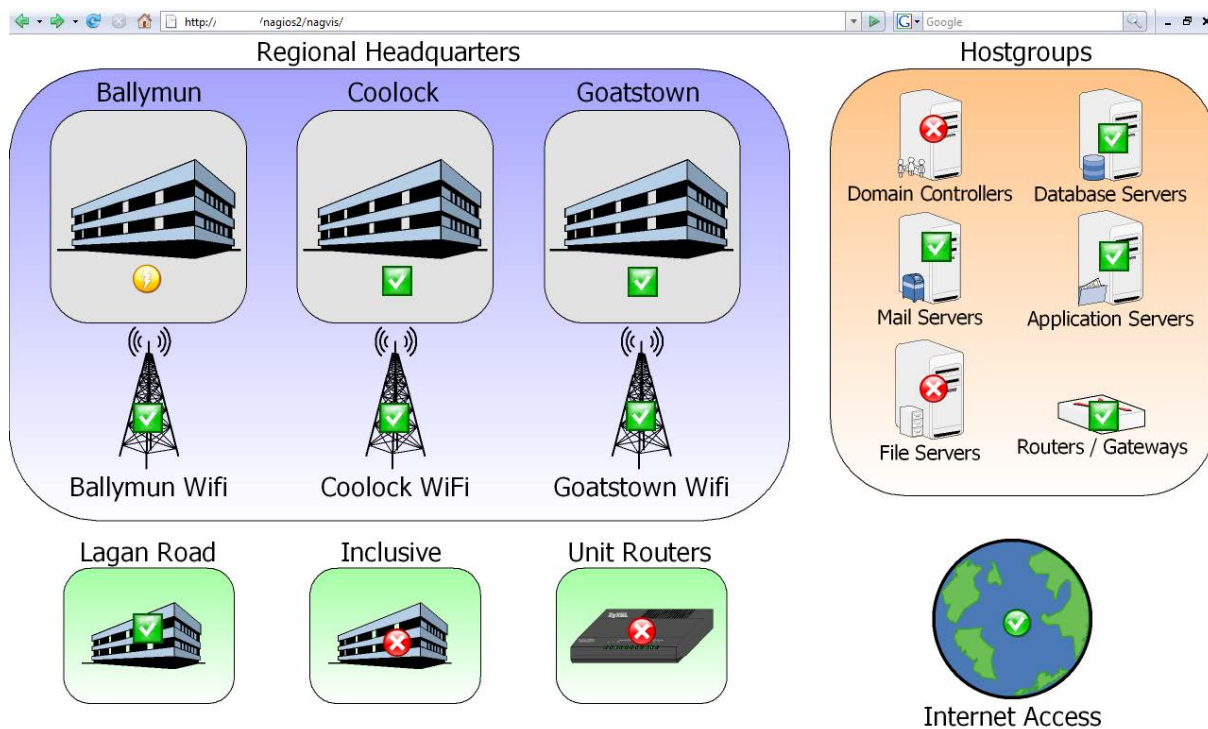 http://        /nagios2/nagvis/
Google
Regional Headquarters
Hostgroups
Ballymun
Coolock
Goatstown
Domain Controllers
Database Servers
Mail Servers
Application Servers
File Servers
Routers / Gateways
Ballymun Wifi
Coolock WiFi
Goatstown Wifi
Lagan Road
Inclusive
Unit Routers
ZyXEL
Internet Access